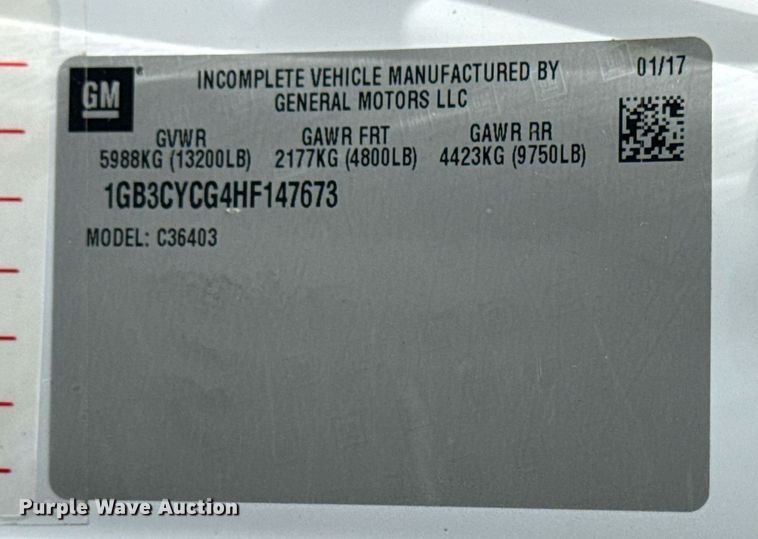 GM
INCOMPLETE VEHICLE MANUFACTURED BY
GENERAL MOTORS LLC
01/17
GVWR GAWR FRT GAWR RR
5988KG (13200LB) 2177KG (4800LB) 4423KG (9750LB)
1GB3CYCG4HF147673
MODEL: C36403
Purple Wave Auction